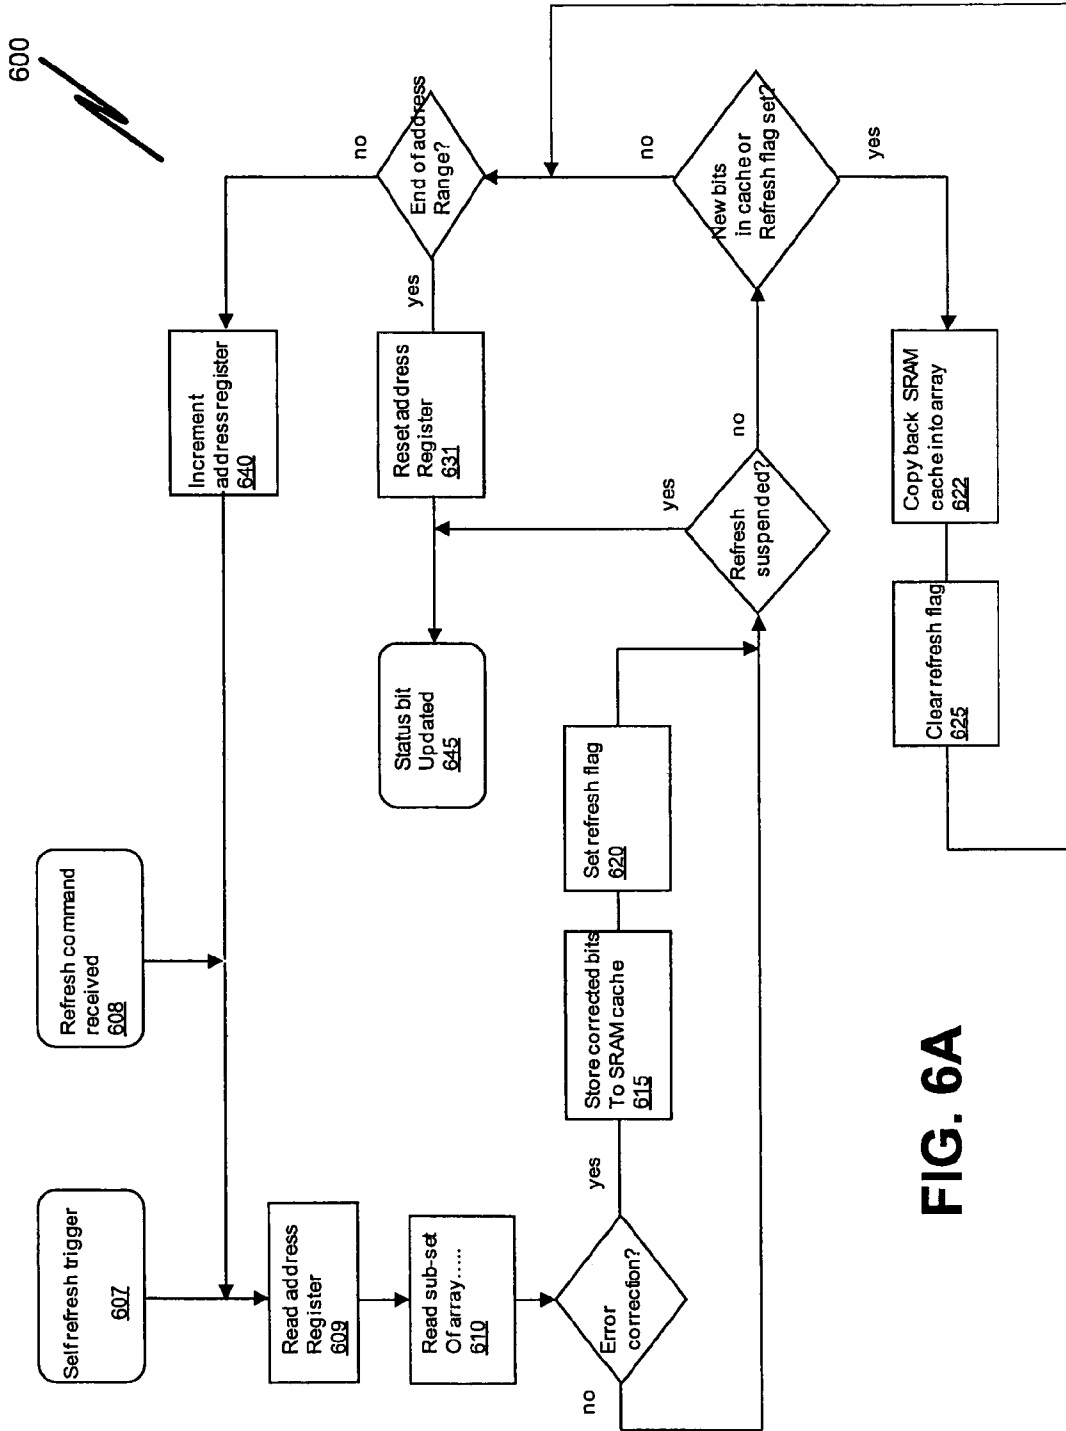 600
Self refresh trigger
607
Refresh command
received
608
Increment
address register
640
no
End of address
Range?
yes
Reset address
Register
631
Status bit
Updated
645
Read address
Register
609
Read sub-set
Of array.....
610
Error
correction?
yes
no
Store corrected bits
To SRAM cache
615
Set refresh flag
620
Refresh
suspended?
yes
no
New bits
in cache or
Refresh flag set?
no
yes
Copy back SRAM
cache into array
622
Clear refresh flag
625
FIG. 6A